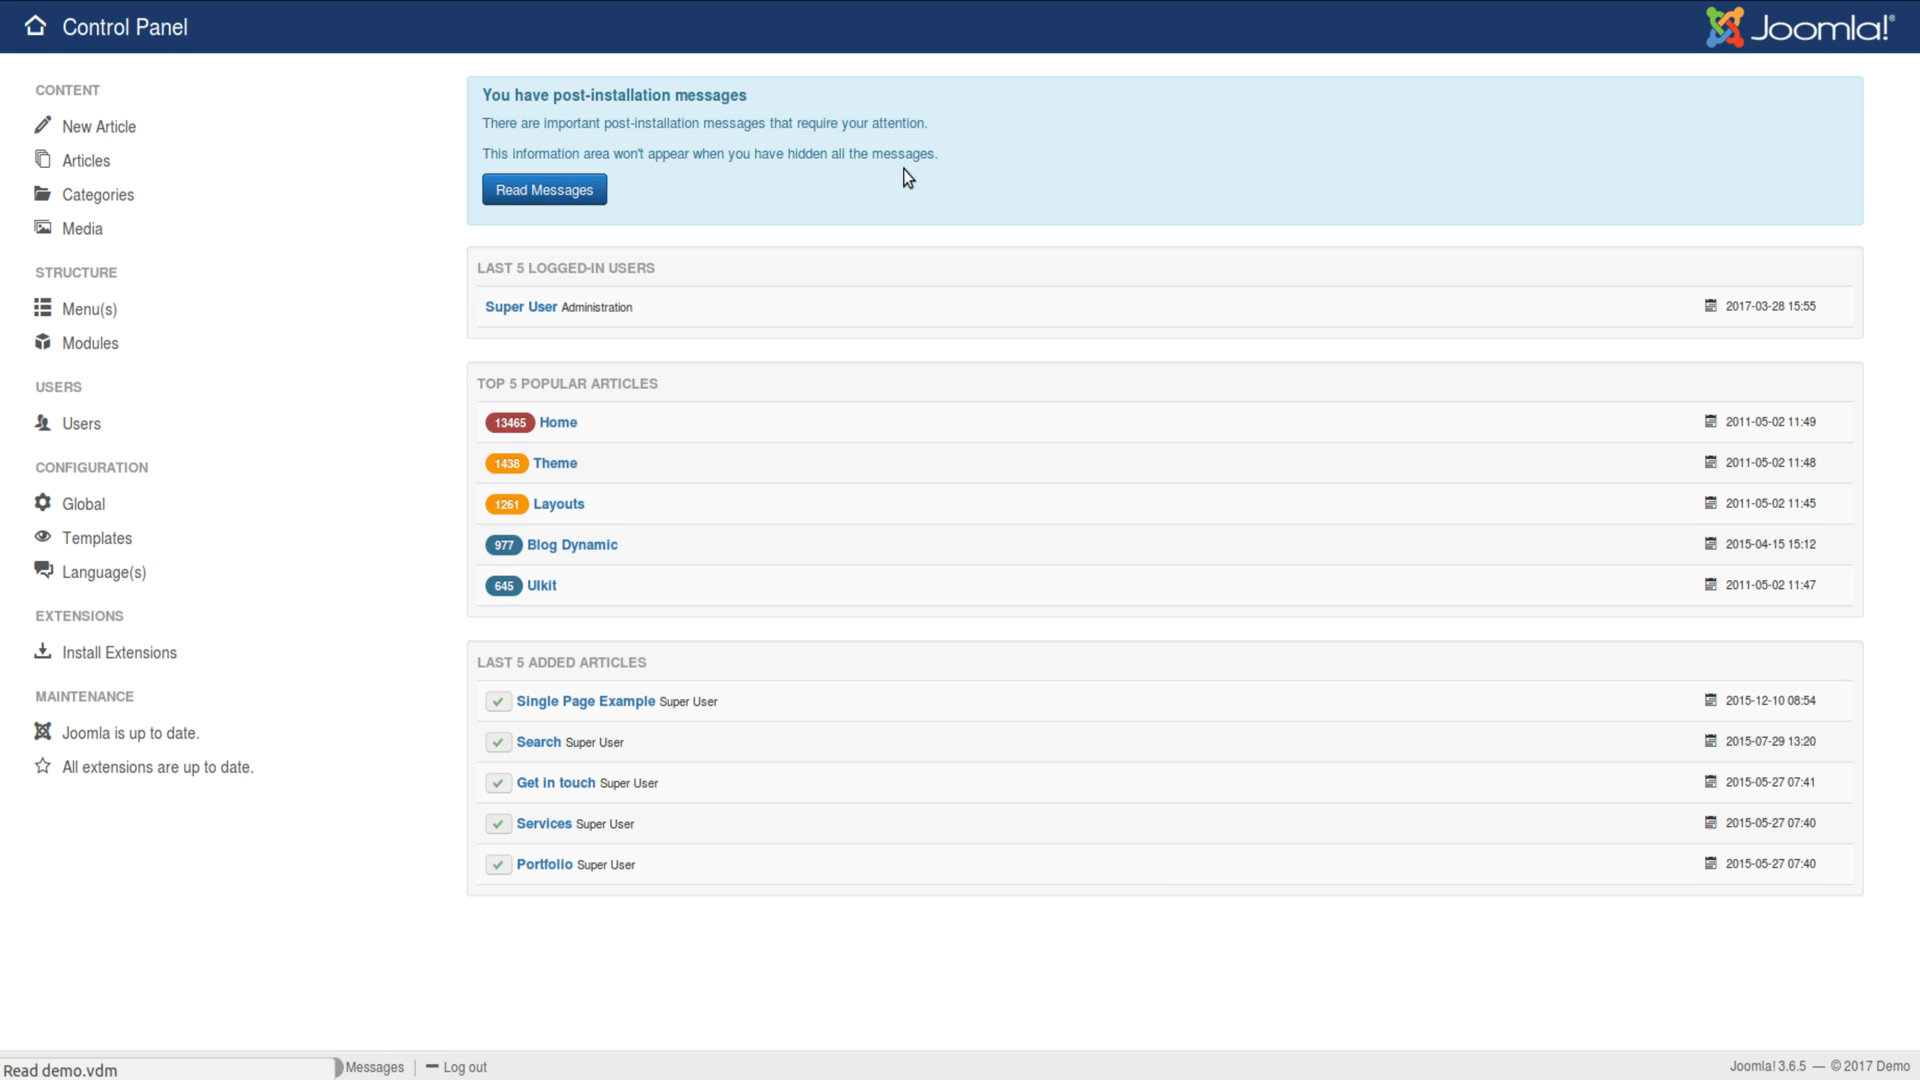 Control Panel
Joomla!®
CONTENT
New Article
Articles
Categories
Media
STRUCTURE
Menu(s)
Modules
USERS
Users
CONFIGURATION
Global
Templates
Language(s)
EXTENSIONS
Install Extensions
MAINTENANCE
Joomla is up to date.
All extensions are up to date.
You have post-installation messages
There are important post-installation messages that require your attention.
This information area won't appear when you have hidden all the messages.
Read Messages
LAST 5 LOGGED-IN USERS
Super User Administration 2017-03-28 15:55
TOP 5 POPULAR ARTICLES
13465 Home 2011-05-02 11:49
1438 Theme 2011-05-02 11:48
1261 Layouts 2011-05-02 11:45
977 Blog Dynamic 2015-04-15 15:12
645 UIkit 2011-05-02 11:47
LAST 5 ADDED ARTICLES
Single Page Example Super User 2015-12-10 08:54
Search Super User 2015-07-29 13:20
Get in touch Super User 2015-05-27 07:41
Services Super User 2015-05-27 07:40
Portfolio Super User 2015-05-27 07:40
Read demo.vdm
Messages
Log out
Joomla! 3.6.5 — © 2017 Demo